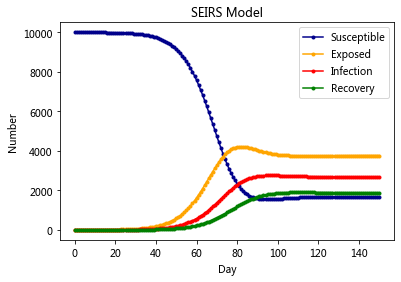 SEIRS Model
Susceptible
Exposed
Infection
Recovery
Number
10000
8000
6000
4000
2000
0
0 20 40 60 80 100 120 140
Day